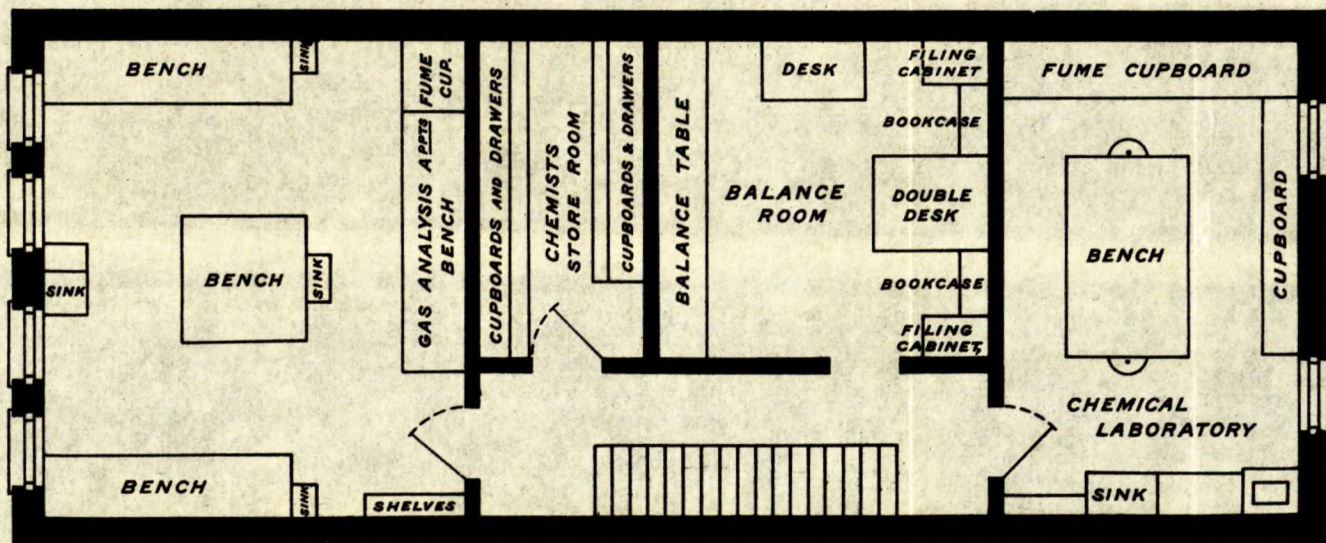 BENCH
SINK
FUME
CUP.
GAS ANALYSIS APPTS
BENCH
BENCH
SINK
SINK
BENCH
SINK
SHELVES
CUPBOARDS AND DRAWERS
CHEMISTS
STORE ROOM
CUPBOARDS & DRAWERS
BALANCE TABLE
DESK
FILING
CABINET
BOOKCASE
BALANCE
ROOM
DOUBLE
DESK
BOOKCASE
FILING
CABINET,
FUME CUPBOARD
BENCH
CUPBOARD
CHEMICAL
LABORATORY
SINK